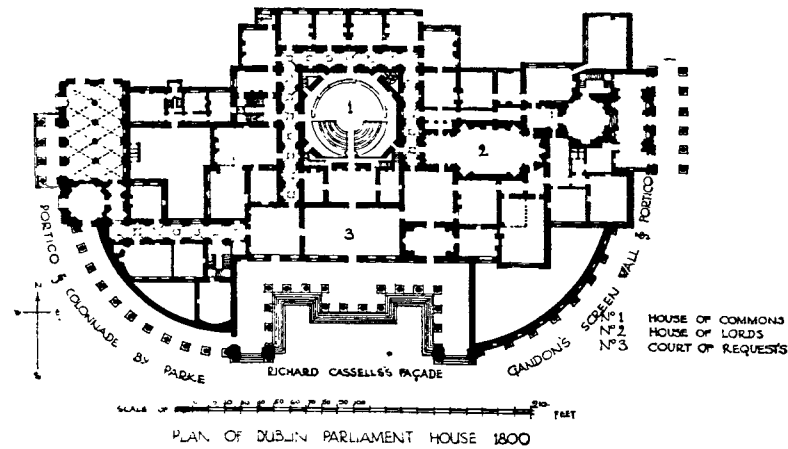 1
2
3
PORTICO & COLONNADE BY PARKE
RICHARD CASSELLS'S FAÇADE
GANDON'S SCREEN WALL & PORTICO
Nº1 HOUSE OF COMMONS
Nº2 HOUSE OF LORDS
Nº3 COURT OF REQUESTS
SCALE OF
FEET
PLAN OF DUBLIN PARLIAMENT HOUSE 1800